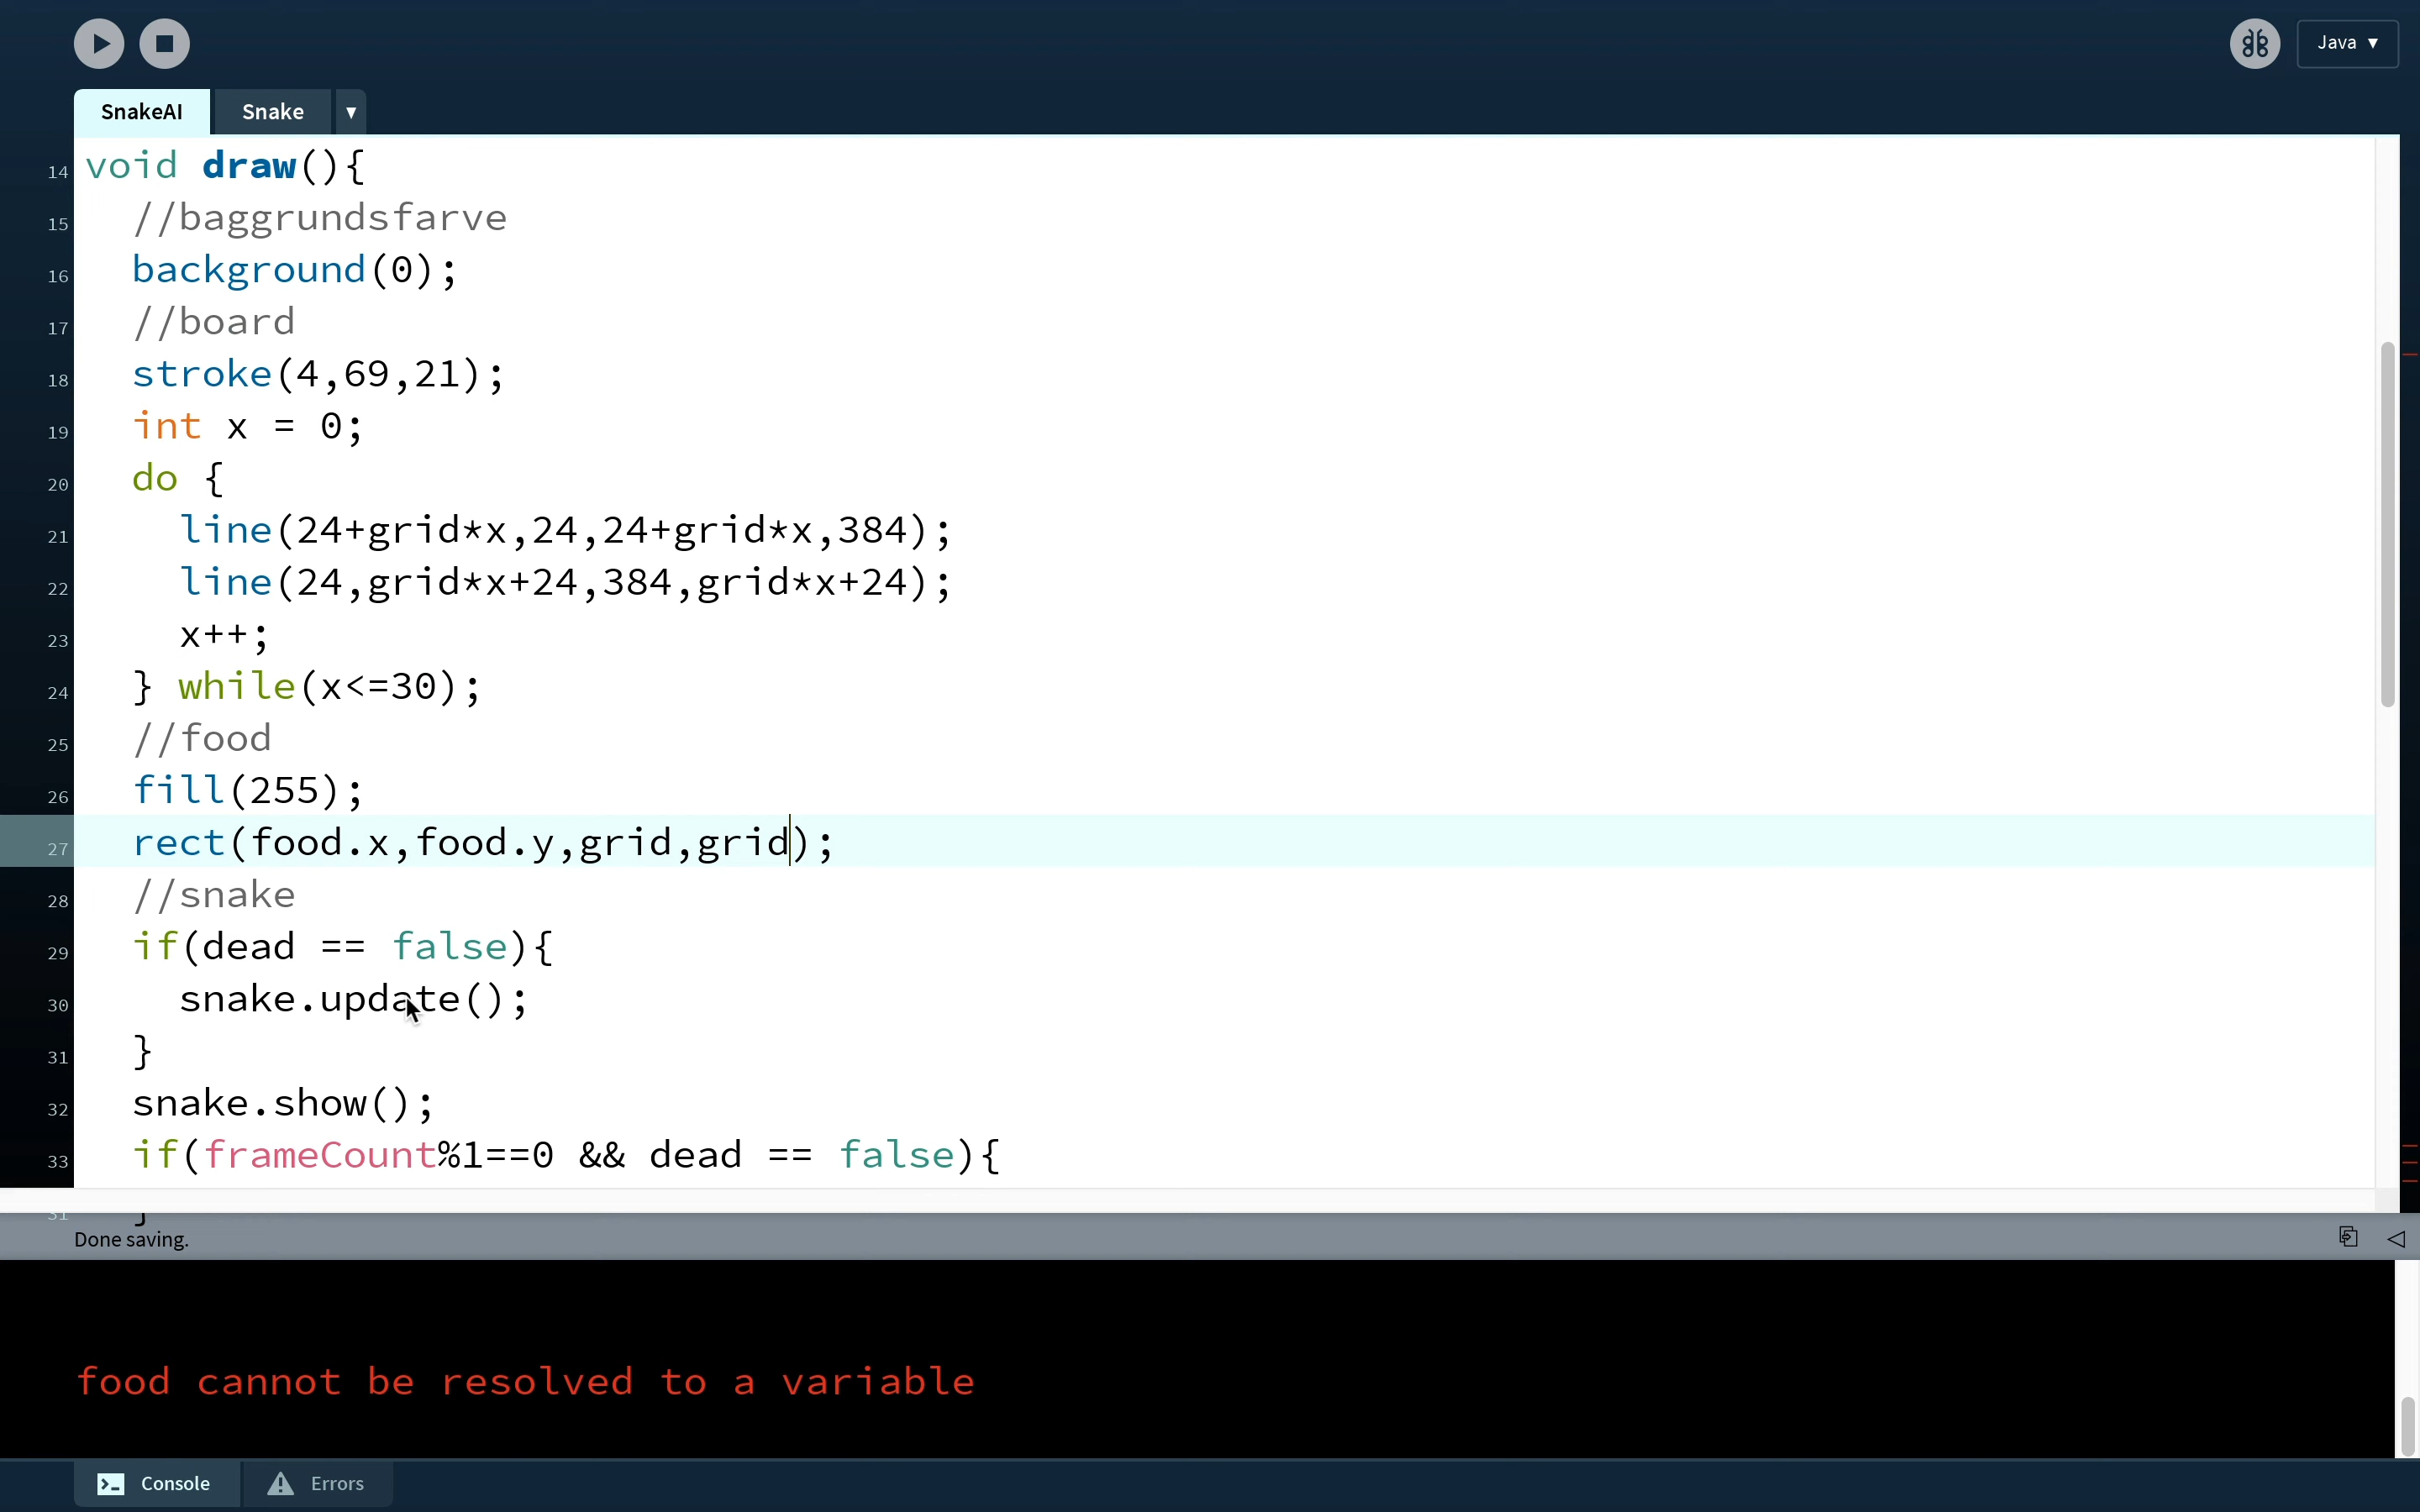 Java
SnakeAI Snake
14 void draw(){
15 //baggrundsfarve
16 background(0);
17 //board
18 stroke(4,69,21);
19 int x = 0;
20 do {
21 line(24+grid*x,24,24+grid*x,384);
22 line(24,grid*x+24,384,grid*x+24);
23 x++;
24 } while(x<=30);
25 //food
26 fill(255);
27 rect(food.x,food.y,grid,grid);
28 //snake
29 if(dead == false){
30 snake.update();
31 }
32 snake.show();
33 if(frameCount%1==0 && dead == false){
Done saving.
food cannot be resolved to a variable
Console Errors